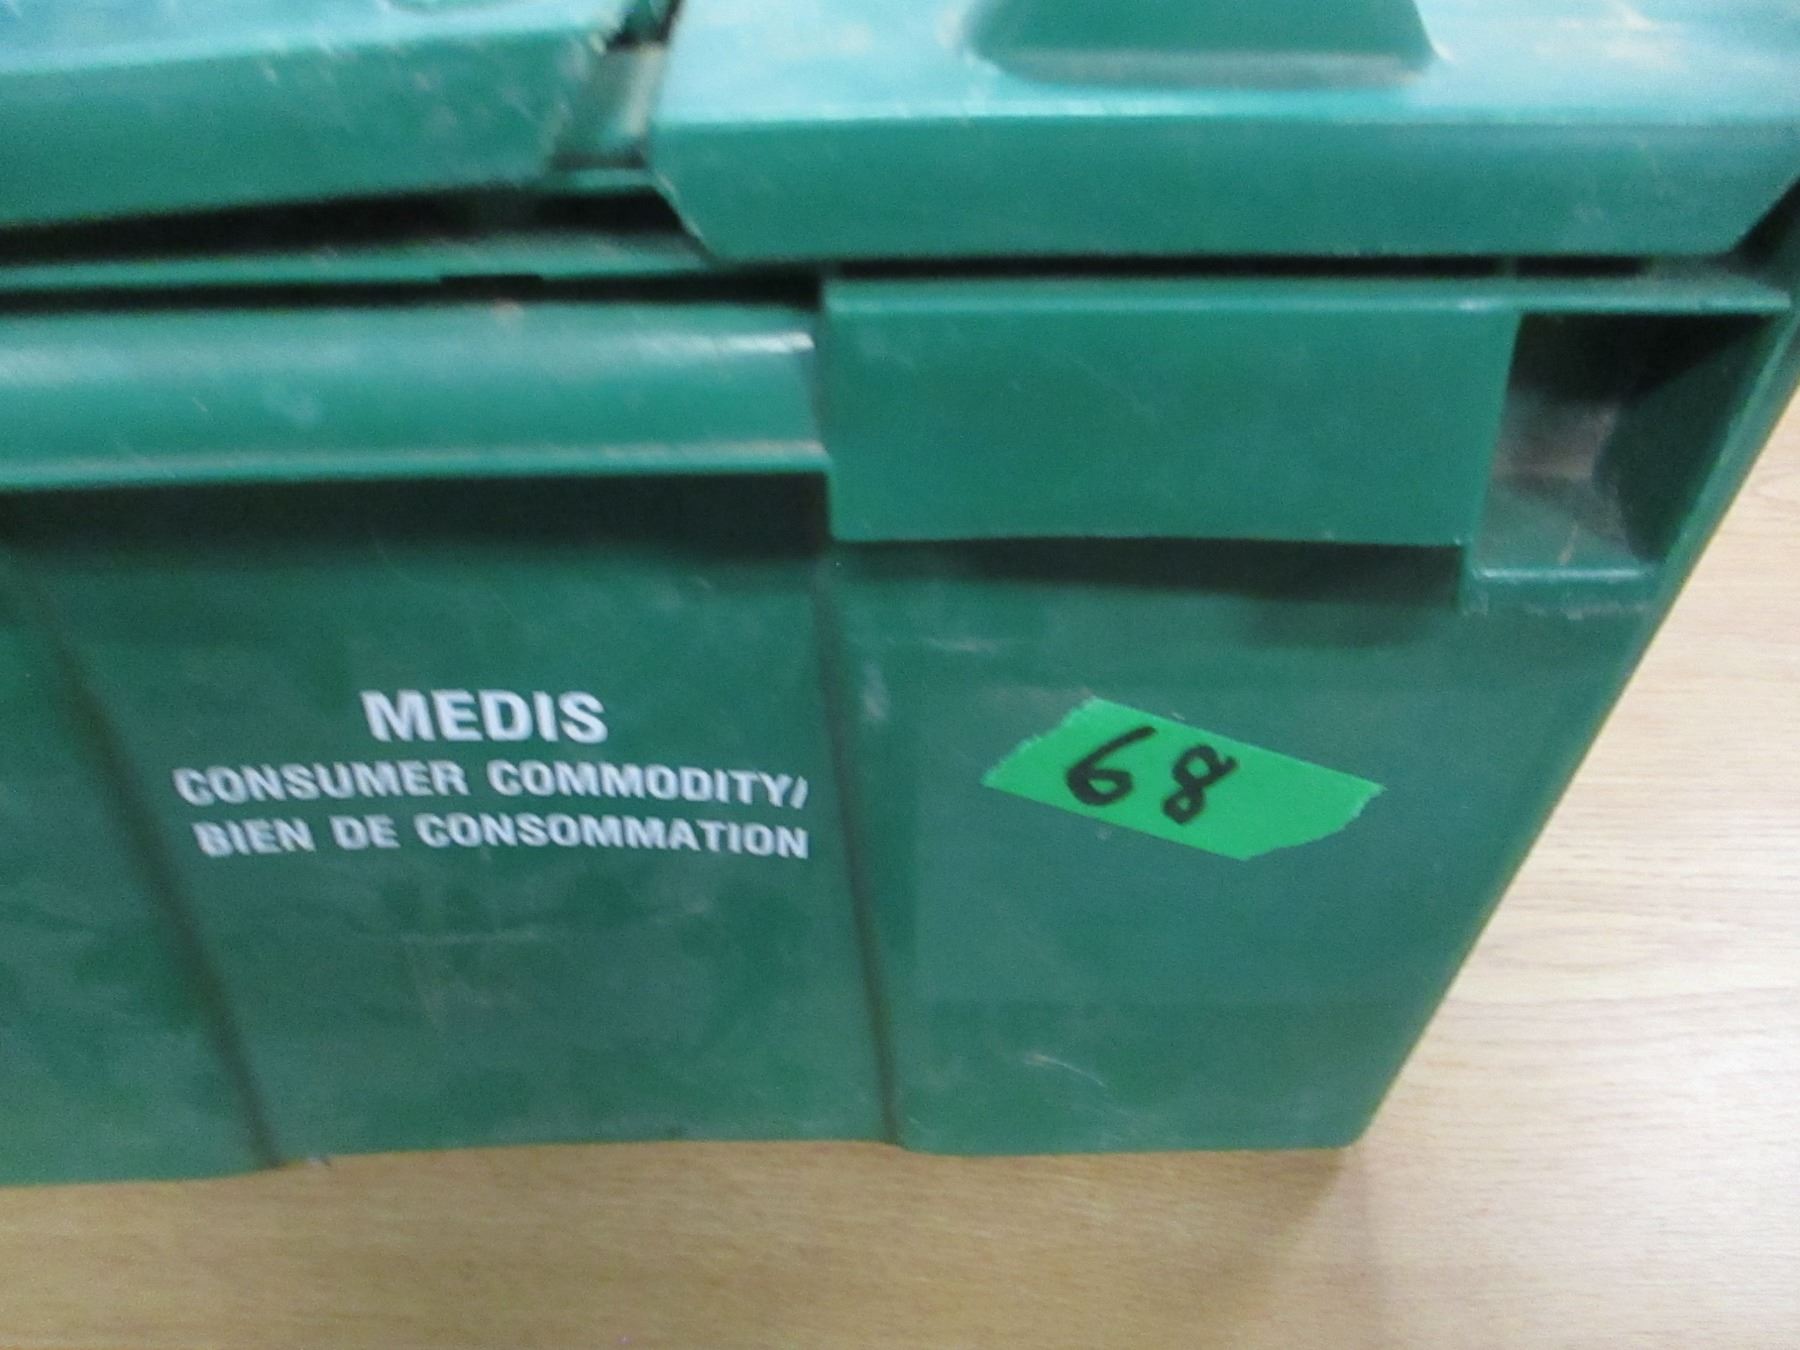 MEDIS
CONSUMER COMMODITY/
BIEN DE CONSOMMATION
68